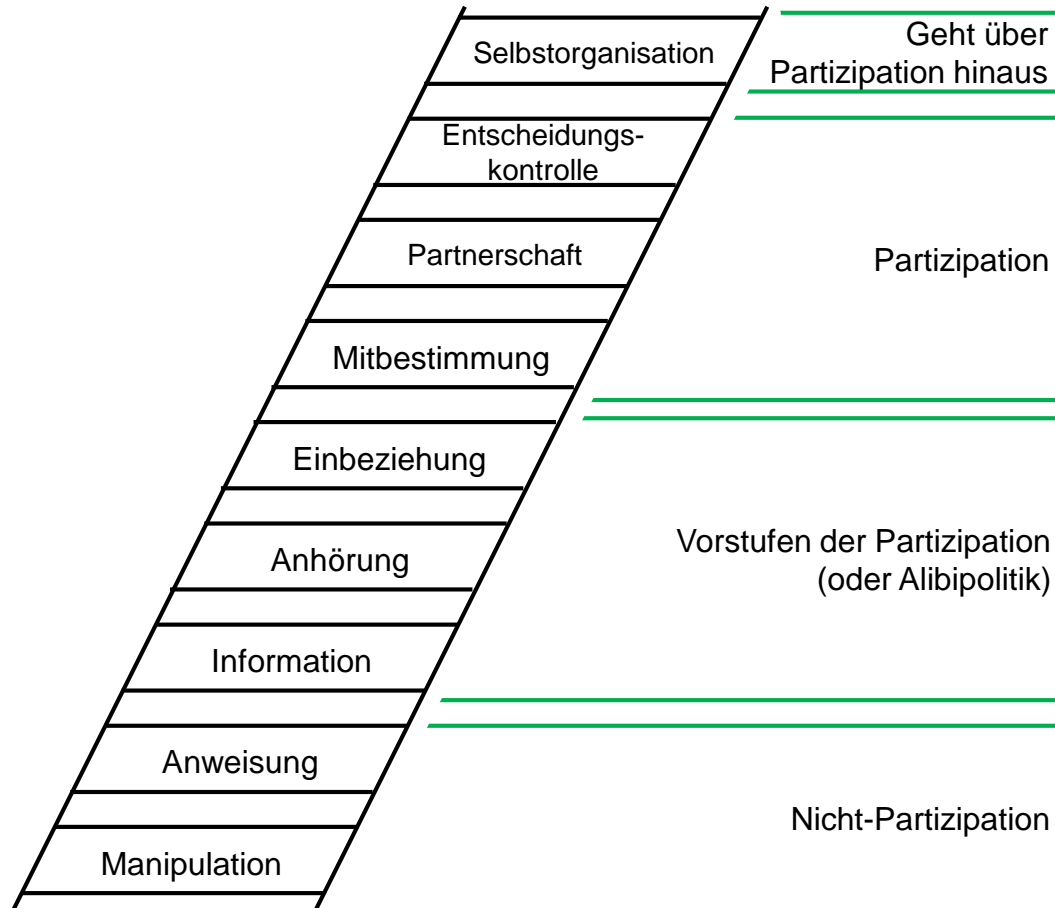 Selbstorganisation
Geht über
Partizipation hinaus
Entscheidungs-
kontrolle
Partnerschaft
Partizipation
Mitbestimmung
Einbeziehung
Anhörung
Vorstufen der Partizipation
(oder Alibipolitik)
Information
Anweisung
Nicht-Partizipation
Manipulation